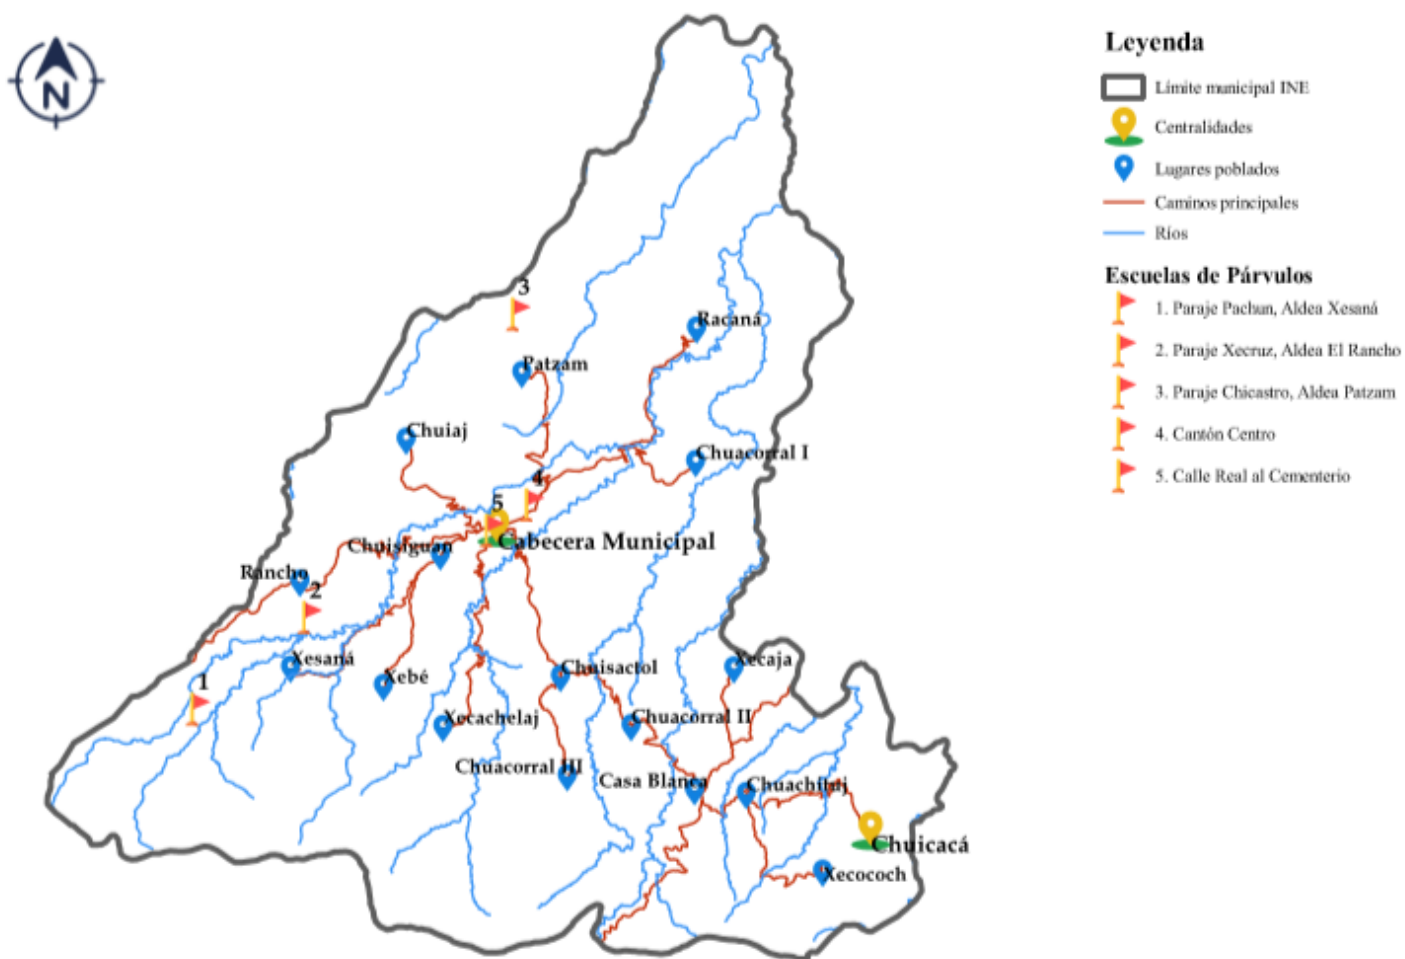 N
Leyenda
Límite municipal INE
Centralidades
Lugares poblados
Caminos principales
Ríos
Escuelas de Párvulos
1. Paraje Pachun, Aldea Xesaná
2. Paraje Xecruz, Aldea El Rancho
3. Paraje Chicastro, Aldea Patzam
4. Cantón Centro
5. Calle Real al Cementerio
3
Racaná
Patzam
Chuiaj
Chuacorral I
4
5
Cabecera Municipal
Chuisiguan
Rancho
2
Xesaná
Chuisactol
Xecaja
1
Xebé
Xecachelaj
Chuacorral II
Chuacorral III
Casa Blanca
Chuachiluj
Chuicacá
Xecococh